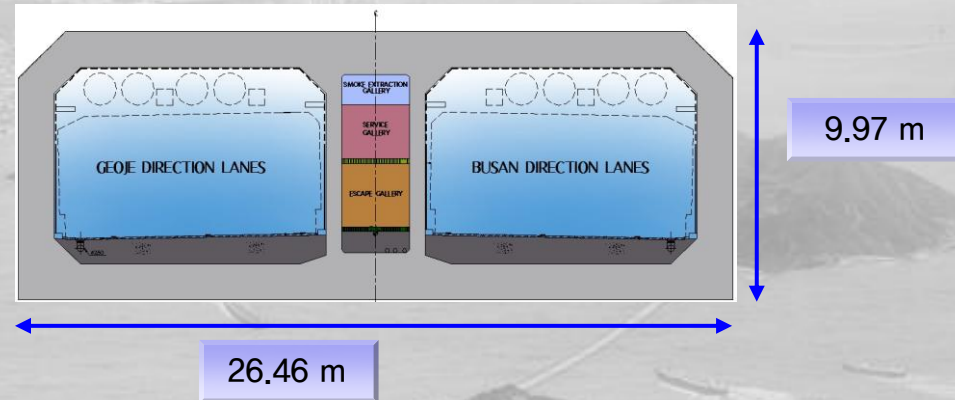 ℄
SMOKE EXTRACTION
GALLERY
SERVICE
GALLERY
ESCAPE GALLERY
GEOJE DIRECTION LANES
BUSAN DIRECTION LANES
9.97 m
26.46 m